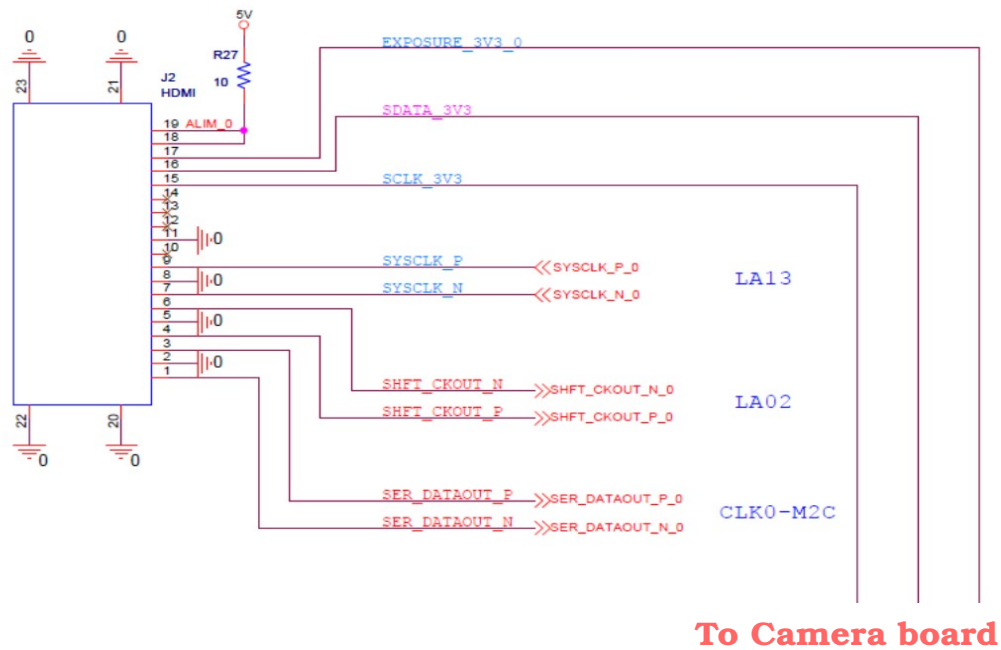 5V
0 0
R27
10
23 21
J2
HDMI
EXPOSURE_3V3_0
SDATA_3V3
19 ALIM_0
18
17
16
15 SCLK_3V3
14
13
12
11 0
10
9 SYSCLK_P SYSCLK_P_0
8 0 LA13
7 SYSCLK_N SYSCLK_N_0
6
5 0
4
3
2 0
1
SHFT_CKOUT_N SHFT_CKOUT_N_0
LA02
SHFT_CKOUT_P SHFT_CKOUT_P_0
22 20
0 0
SER_DATAOUT_P SER_DATAOUT_P_0
CLK0-M2C
SER_DATAOUT_N SER_DATAOUT_N_0
To Camera board